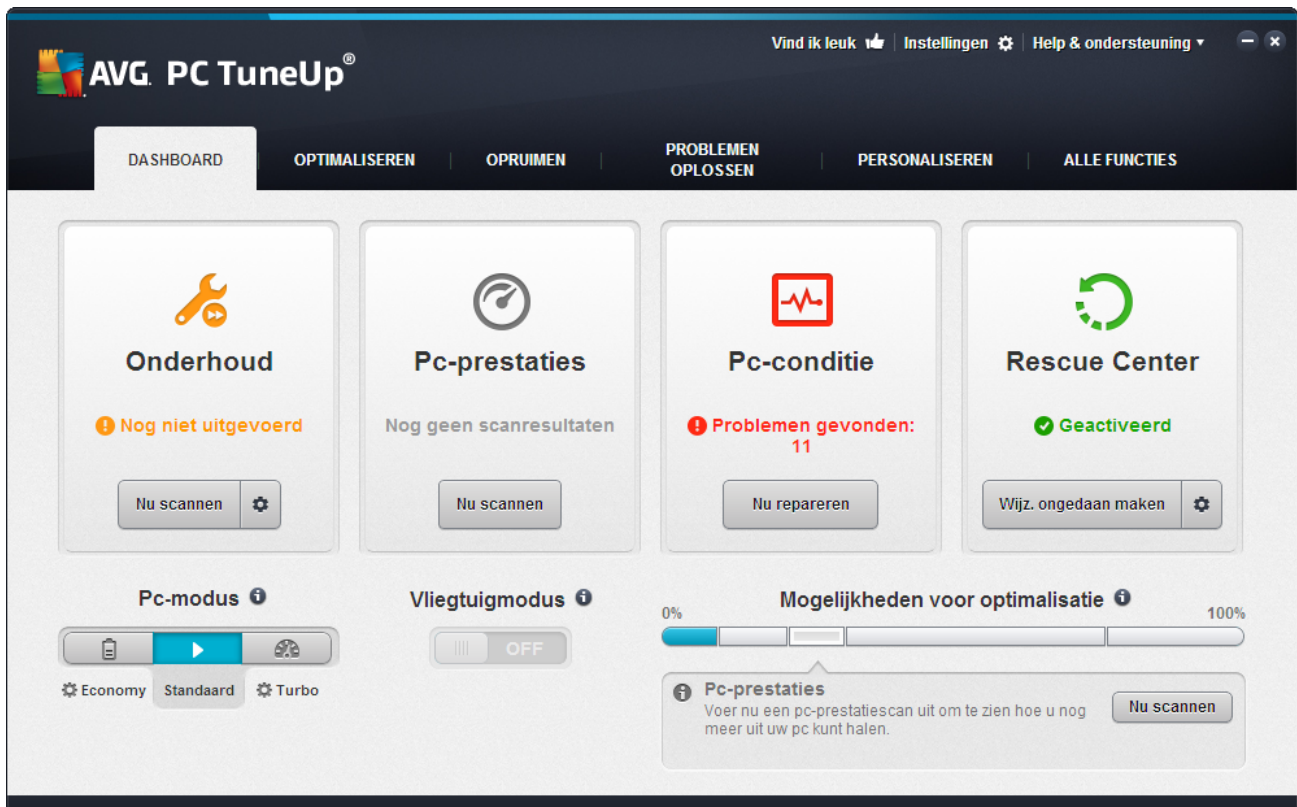 Vind ik leuk
Instellingen
Help & ondersteuning
AVG. PC TuneUp®
DASHBOARD
OPTIMALISEREN
OPRUIMEN
PROBLEMEN
OPLOSSEN
PERSONALISEREN
ALLE FUNCTIES
Onderhoud
Nog niet uitgevoerd
Nu scannen
Pc-prestaties
Nog geen scanresultaten
Nu scannen
Pc-conditie
Problemen gevonden:
11
Nu repareren
Rescue Center
Geactiveerd
Wijz. ongedaan maken
Pc-modus
Economy
Standaard
Turbo
Vliegtuigmodus
OFF
Mogelijkheden voor optimalisatie
0%
100%
Pc-prestaties
Voer nu een pc-prestatiescan uit om te zien hoe u nog
meer uit uw pc kunt halen.
Nu scannen